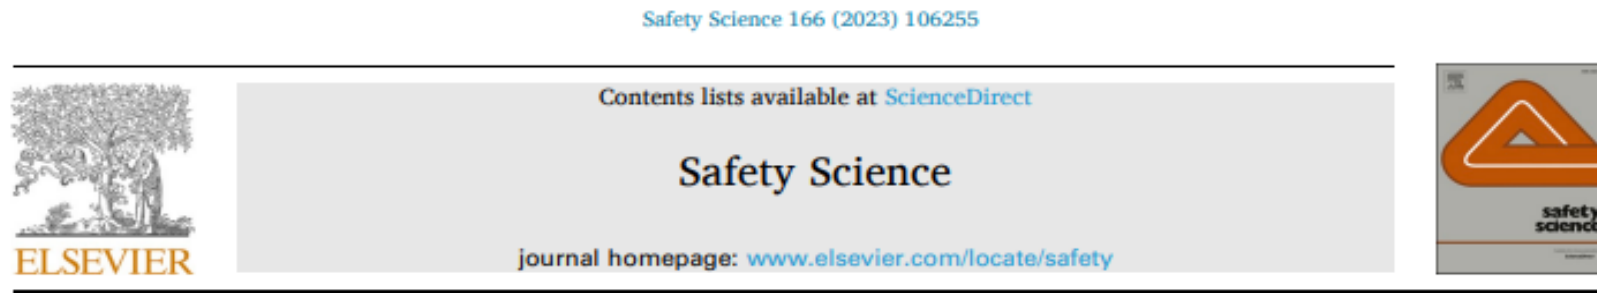 Safety Science 166 (2023) 106255
Contents lists available at ScienceDirect
Safety Science
journal homepage: www.elsevier.com/locate/safety
ELSEVIER
safety
science